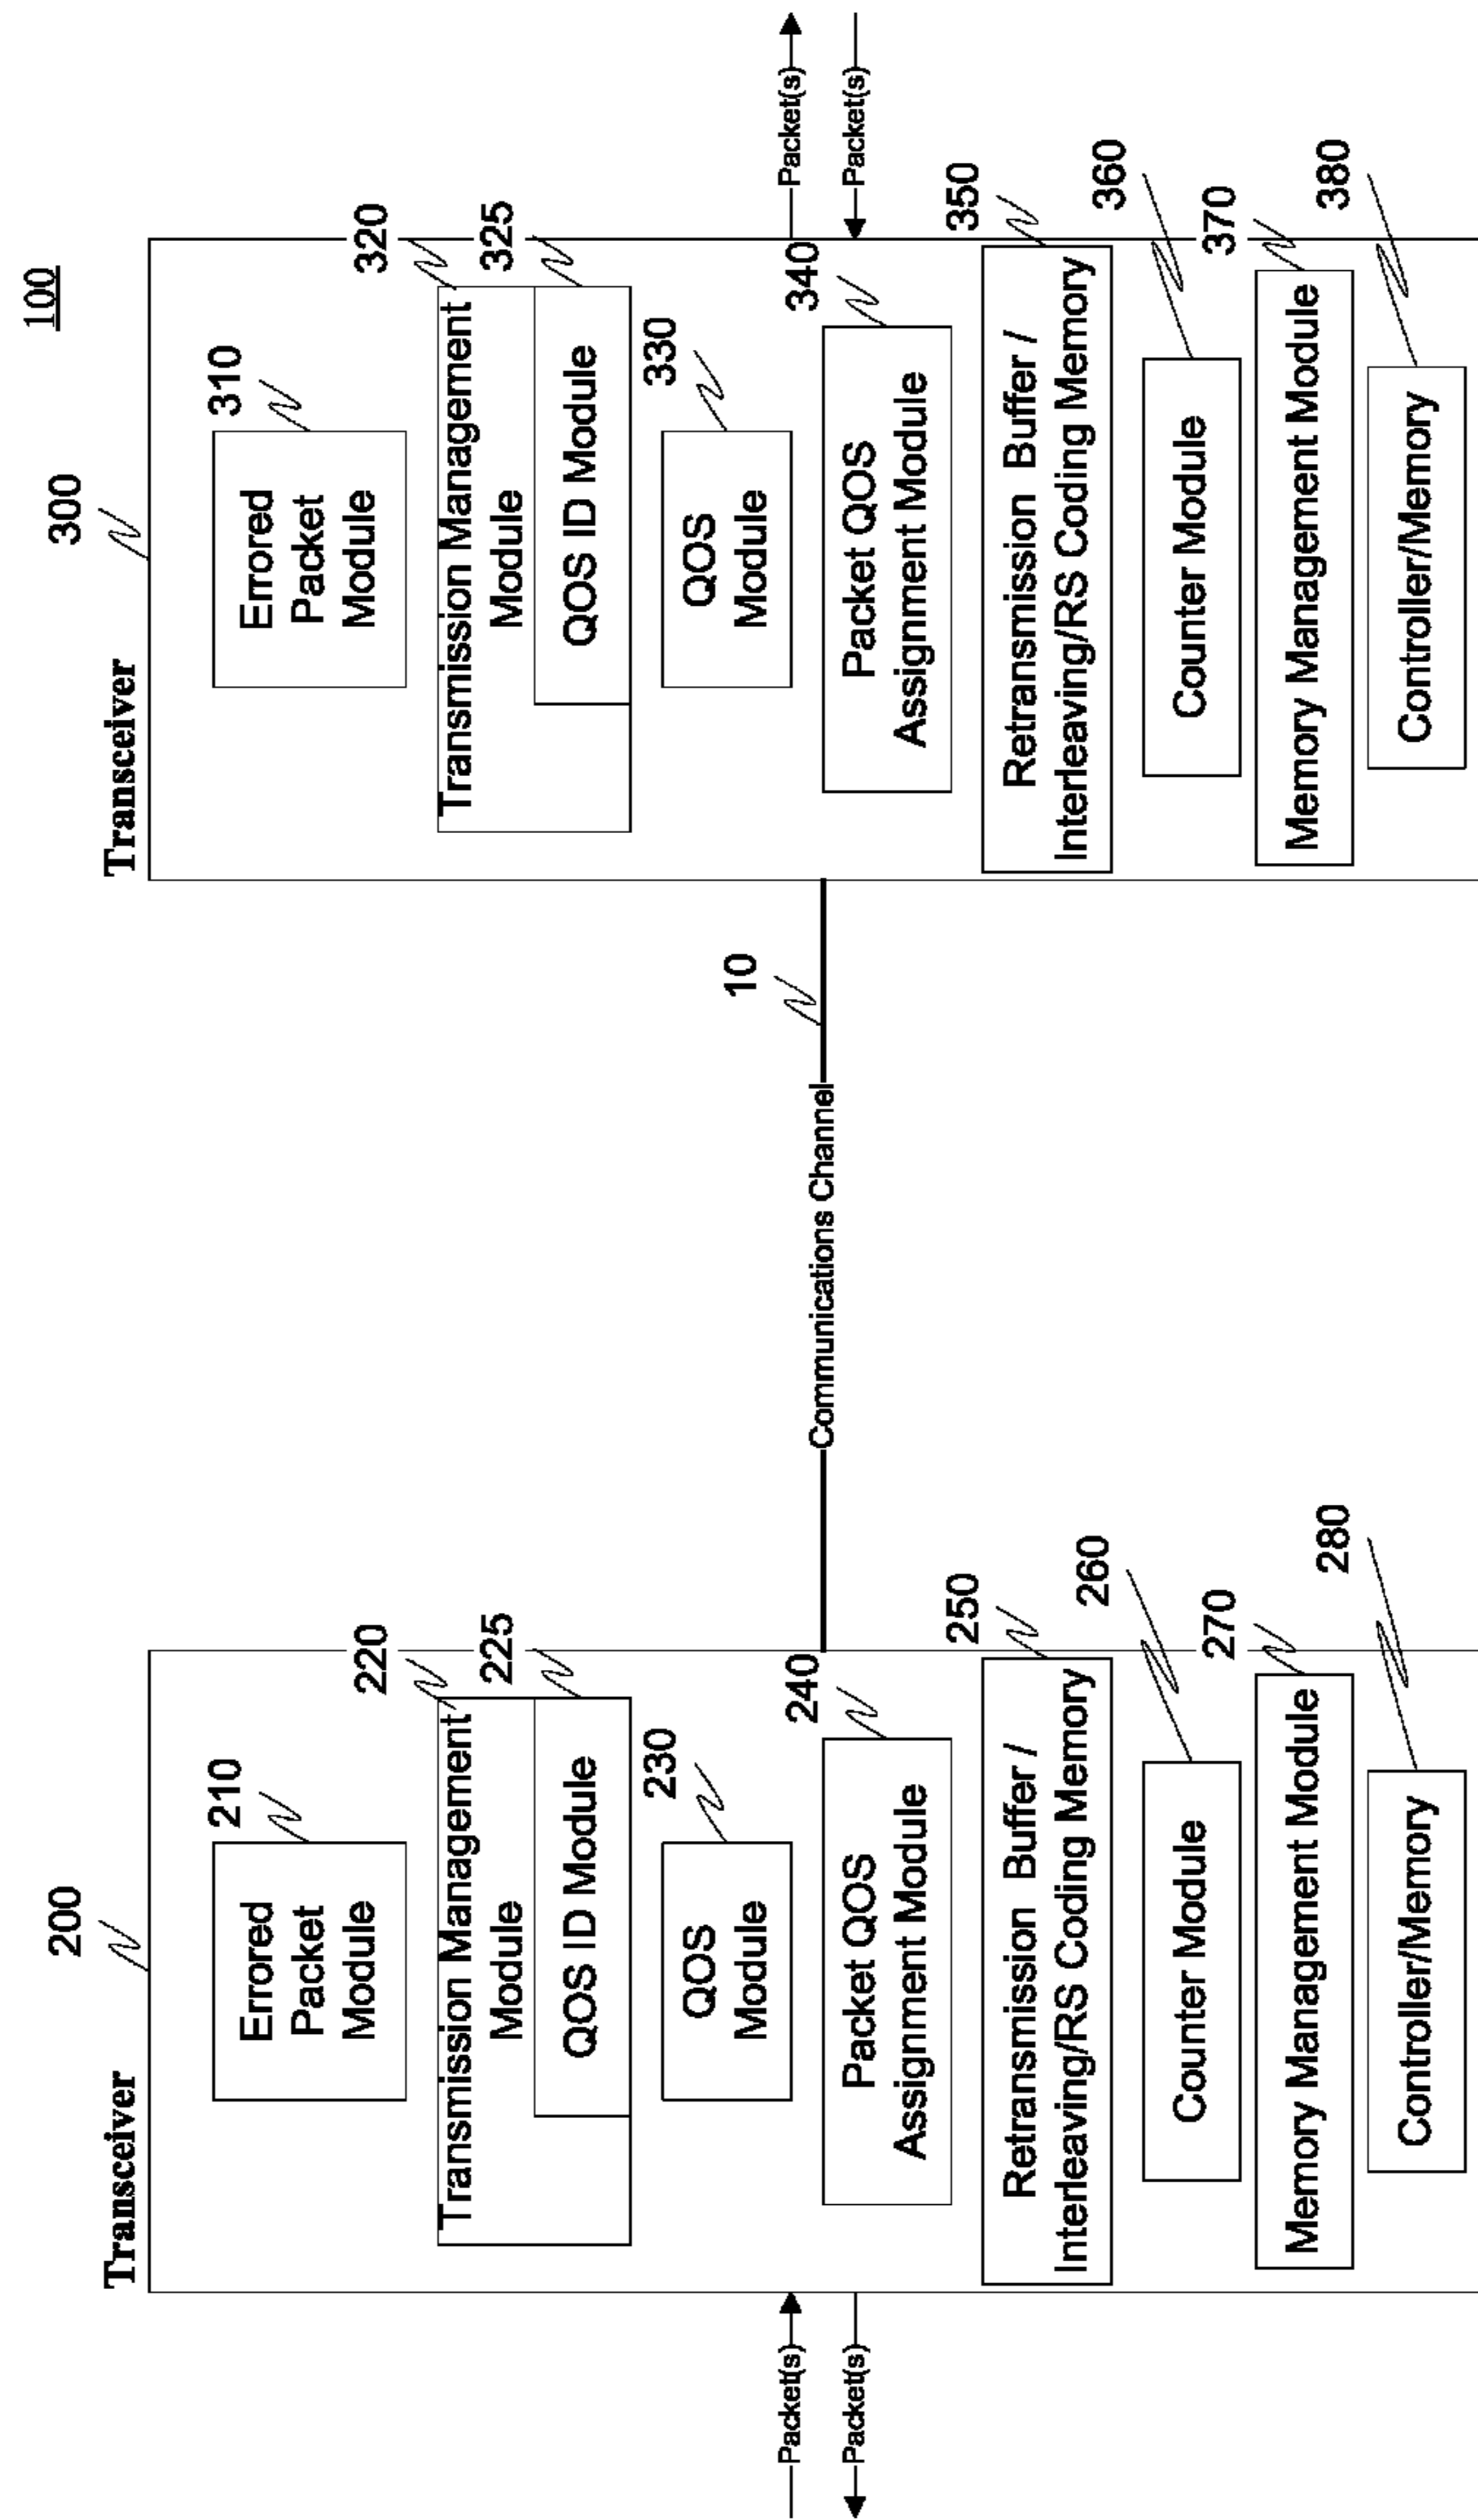 100
Transceiver
200
210
Errored
Packet
Module
220
Transmission Management
Module
225
QOS ID Module
230
QOS
Module
240
Packet QOS
Assignment Module
250
Retransmission Buffer /
Interleaving/RS Coding Memory
260
Counter Module
270
Memory Management Module
280
Controller/Memory
Packet(s)
Packet(s)
10
Communications Channel
Transceiver
300
310
Errored
Packet
Module
320
Transmission Management
Module
325
QOS ID Module
330
QOS
Module
340
Packet QOS
Assignment Module
350
Retransmission Buffer /
Interleaving/RS Coding Memory
360
Counter Module
370
Memory Management Module
380
Controller/Memory
Packet(s)
Packet(s)